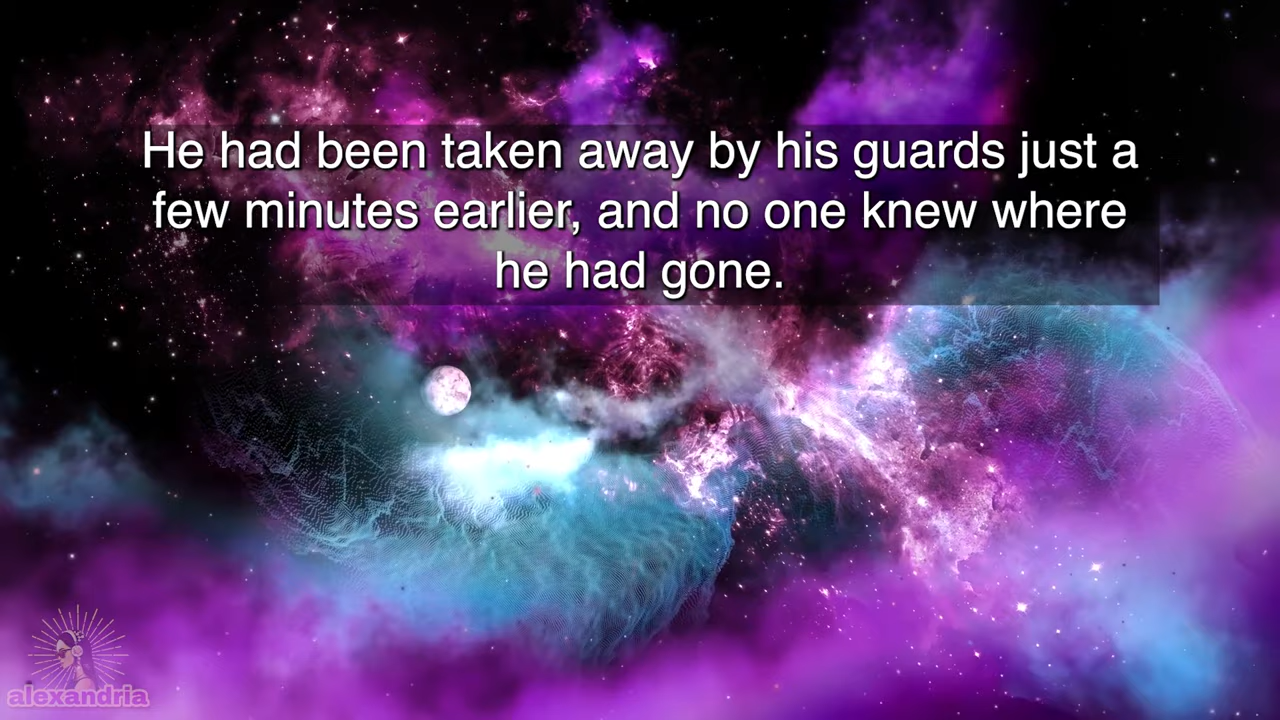 He had been taken away by his guards just a
few minutes earlier, and no one knew where
he had gone.
alexandria